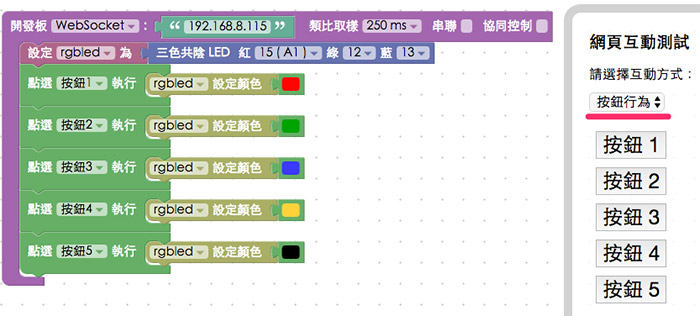 開發板 WebSocket : “ 192.168.8.115 ” 類比取樣 250 ms 串聯 協同控制
設定 rgbled 為 三色共陰 LED 紅 15 ( A1 ) 綠 12 藍 13
點選 按鈕1 執行 rgbled 設定顏色
點選 按鈕2 執行 rgbled 設定顏色
點選 按鈕3 執行 rgbled 設定顏色
點選 按鈕4 執行 rgbled 設定顏色
點選 按鈕5 執行 rgbled 設定顏色
網頁互動測試
請選擇互動方式：
按鈕行為
按鈕 1
按鈕 2
按鈕 3
按鈕 4
按鈕 5